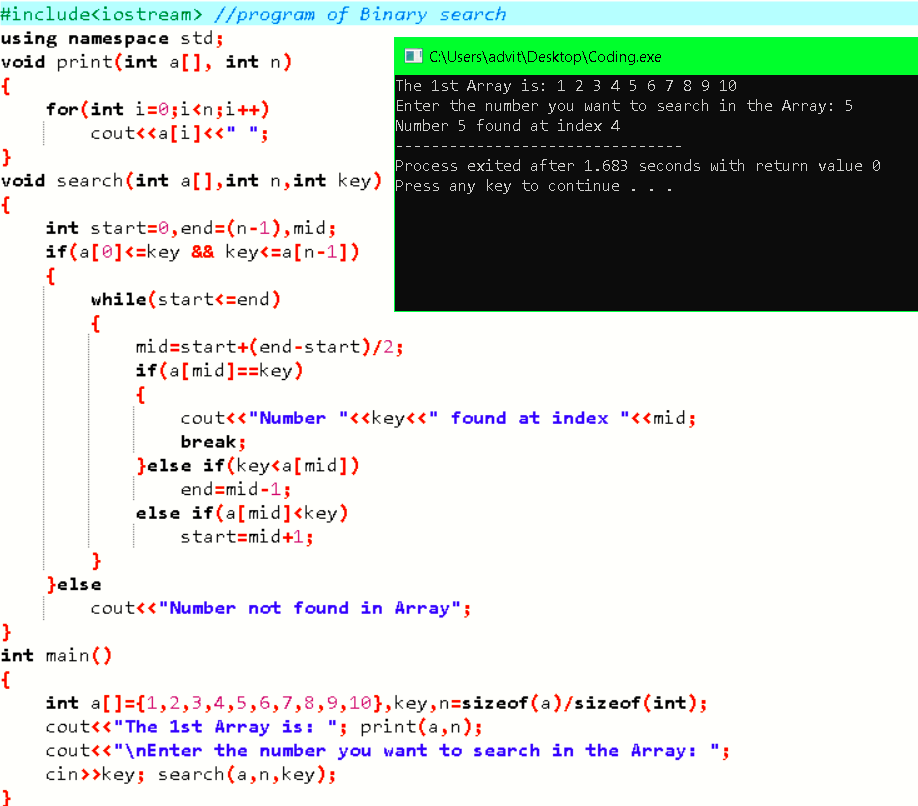 #include<iostream> //program of Binary search
using namespace std;
void print(int a[], int n)
{
    for(int i=0;i<n;i++)
        cout<<a[i]<<" ";
}
void search(int a[],int n,int key)
{
    int start=0,end=(n-1),mid;
    if(a[0]<=key && key<=a[n-1])
    {
        while(start<=end)
        {
            mid=start+(end-start)/2;
            if(a[mid]==key)
            {
                cout<<"Number "<<key<<" found at index "<<mid;
                break;
            }else if(key<a[mid])
                end=mid-1;
            else if(a[mid]<key)
                start=mid+1;
        }
    }else
        cout<<"Number not found in Array";
}
int main()
{
    int a[]={1,2,3,4,5,6,7,8,9,10},key,n=sizeof(a)/sizeof(int);
    cout<<"The 1st Array is: "; print(a,n);
    cout<<"\nEnter the number you want to search in the Array: ";
    cin>>key; search(a,n,key);
}
C:\Users\advit\Desktop\Coding.exe
The 1st Array is: 1 2 3 4 5 6 7 8 9 10
Enter the number you want to search in the Array: 5
Number 5 found at index 4
--------------------------------
Process exited after 1.683 seconds with return value 0
Press any key to continue . . .